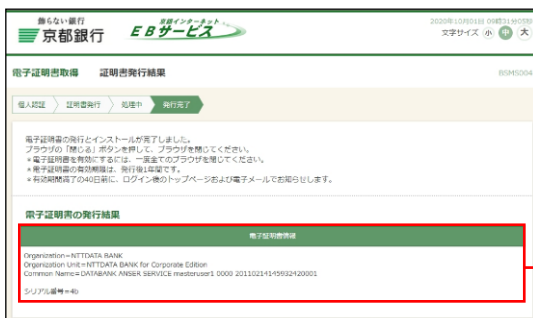 飾らない銀行
京都銀行
京銀インターネット
EBサービス
2020年10月01日 09時31分05秒
文字サイズ 小 中 大
電子証明書取得 証明書発行結果
BSMS004
個人認証 証明書発行 処理中 発行完了
電子証明書の発行とインストールが完了しました。
ブラウザの「閉じる」ボタンを押して、ブラウザを閉じてください。
＊電子証明書を有効にするには、一度全てのブラウザを閉じてください。
＊電子証明書の有効期限は、発行後1年間です。
＊有効期間満了の40日前に、ログイン後のトップページおよび電子メールでお知らせします。
電子証明書の発行結果
電子証明書情報
Organization=NTTDATA BANK
Organization Unit=NTTDATA BANK for Corporate Edition
Common Name=DATABANK ANSER SERVICE masteruser1 0000 20110214145932420001
シリアル番号=4b